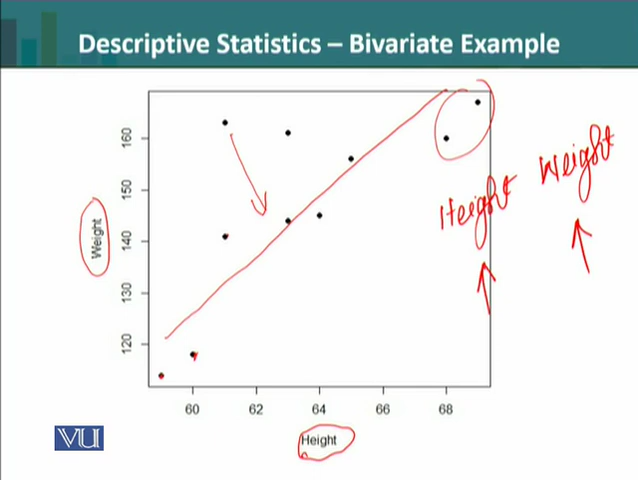 Descriptive Statistics – Bivariate Example
160
150
140
130
120
Weight
60 62 64 66 68
Height
Height Weight
VU